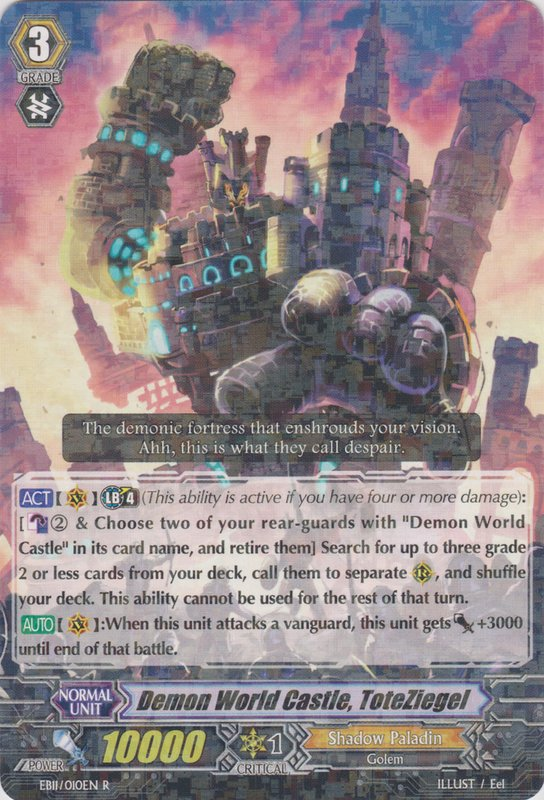 3
GRADE
The demonic fortress that enshrouds your vision.
Ahh, this is what they call despair.
ACT [ ] LB 4 (This ability is active if you have four or more damage):
[ ② & Choose two of your rear-guards with "Demon World
Castle" in its card name, and retire them] Search for up to three grade
2 or less cards from your deck, call them to separate R , and shuffle
your deck. This ability cannot be used for the rest of that turn.
AUTO [ ]:When this unit attacks a vanguard, this unit gets +3000
until end of that battle.
NORMAL
UNIT
Demon World Castle, ToteZiegel
POWER
10000
1
CRITICAL
Shadow Paladin
Golem
EB11/010EN R
ILLUST / Eel